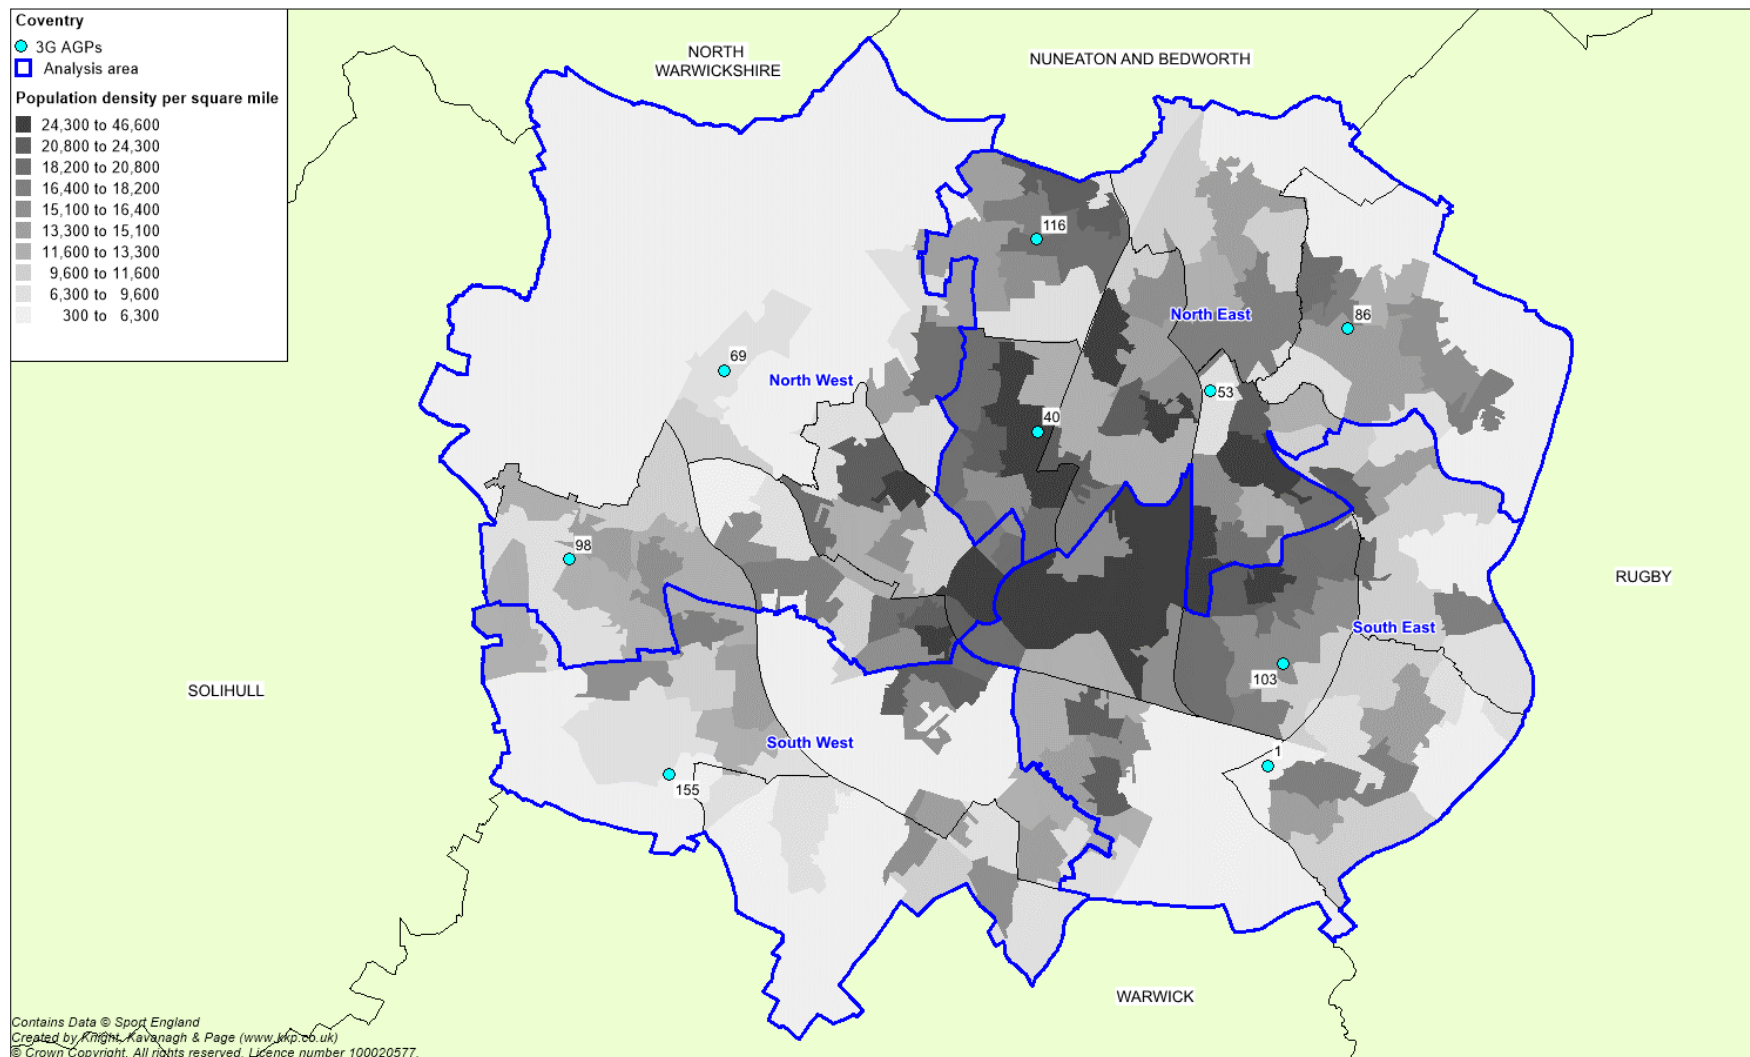 Coventry
3G AGPs
Analysis area
Population density per square mile
24,300 to 46,600
20,800 to 24,300
18,200 to 20,800
16,400 to 18,200
15,100 to 16,400
13,300 to 15,100
11,600 to 13,300
9,600 to 11,600
6,300 to 9,600
300 to 6,300
NORTH
WARWICKSHIRE
NUNEATON AND BEDWORTH
116
North East
86
69
North West
53
40
98
RUGBY
South East
SOLIHULL
103
South West
1
155
WARWICK
Contains Data © Sport England
Created by Knight, Kavanagh & Page (www.kkp.co.uk)
© Crown Copyright. All rights reserved. Licence number 100020577.